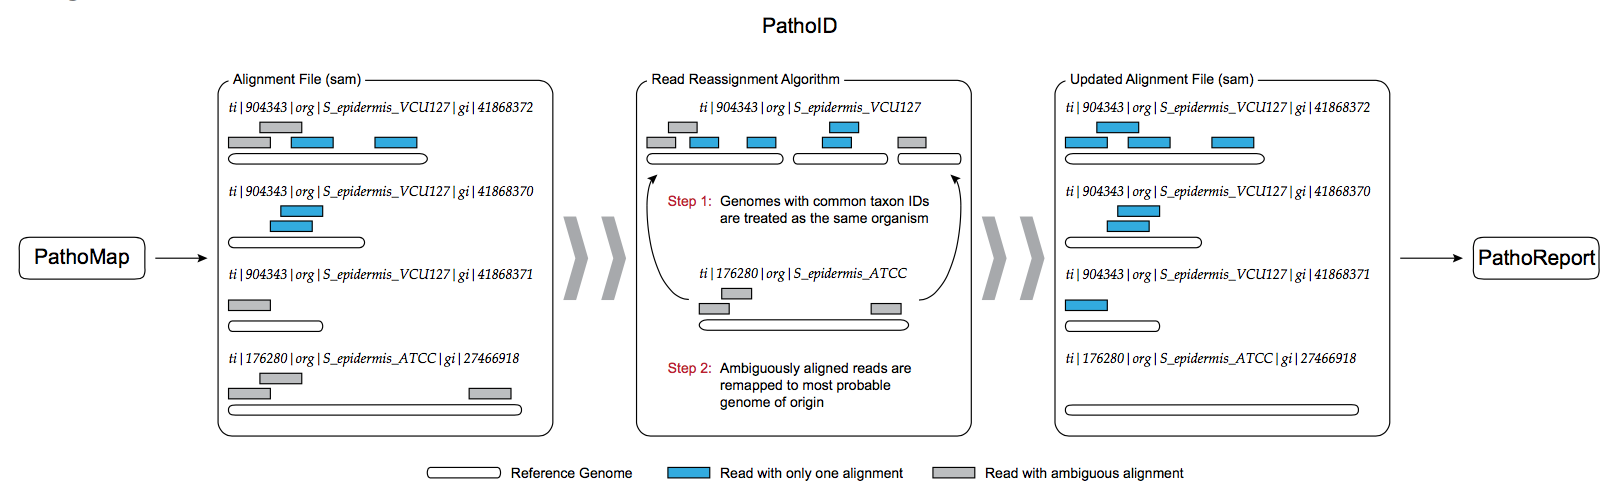 PathoID
PathoMap
Alignment File (sam)
ti|904343|org|S_epidermis_VCU127|gi|41868372
ti|904343|org|S_epidermis_VCU127|gi|41868370
ti|904343|org|S_epidermis_VCU127|gi|41868371
ti|176280|org|S_epidermis_ATCC|gi|27466918
Read Reassignment Algorithm
ti|904343|org|S_epidermis_VCU127
Step 1: Genomes with common taxon IDs
are treated as the same organism
ti|176280|org|S_epidermis_ATCC
Step 2: Ambiguously aligned reads are
remapped to most probable
genome of origin
Updated Alignment File (sam)
ti|904343|org|S_epidermis_VCU127|gi|41868372
ti|904343|org|S_epidermis_VCU127|gi|41868370
ti|904343|org|S_epidermis_VCU127|gi|41868371
ti|176280|org|S_epidermis_ATCC|gi|27466918
PathoReport
Reference Genome
Read with only one alignment
Read with ambiguous alignment